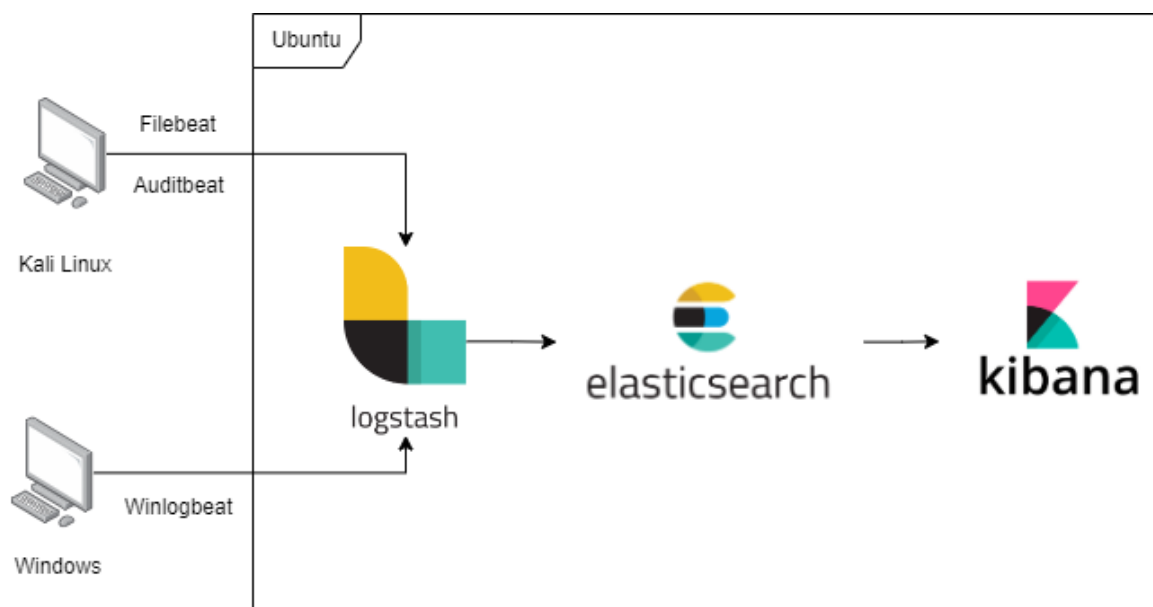 Ubuntu
Filebeat
Auditbeat
Kali Linux
logstash
elasticsearch
kibana
Winlogbeat
Windows